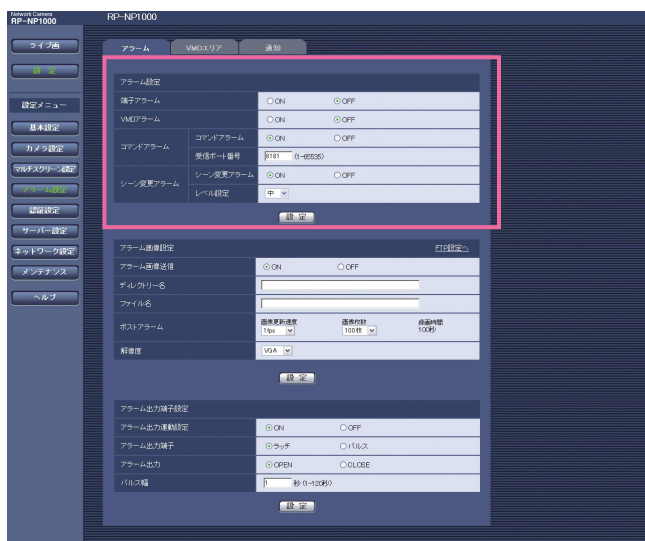 Network Camera
RP-NP1000
RP-NP1000
ライブ画
設 定
設定メニュー
基本設定
カメラ設定
マルチスクリーン設定
アラーム設定
認証設定
サーバー設定
ネットワーク設定
メンテナンス
ヘルプ
アラーム VMDエリア 通知
アラーム設定
端子アラーム ON OFF
VMDアラーム ON OFF
コマンドアラーム コマンドアラーム ON OFF
受信ポート番号 8181 (1-65535)
シーン変更アラーム シーン変更アラーム ON OFF
レベル設定 中
設 定
アラーム画像設定 FTP設定へ
アラーム画像送信 ON OFF
ディレクトリー名
ファイル名
ポストアラーム 画像更新速度 1fps 画像枚数 100枚 録画時間 100秒
解像度 VGA
設 定
アラーム出力端子設定
アラーム出力連動設定 ON OFF
アラーム出力端子 ラッチ パルス
アラーム出力 OPEN CLOSE
パルス幅 1 秒 (1-120秒)
設 定